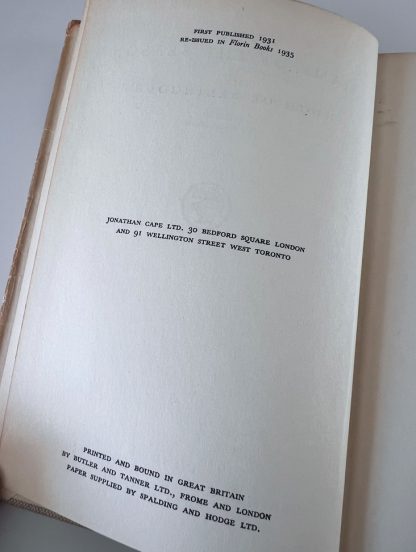 FIRST PUBLISHED 1931
RE-ISSUED IN Florin Books 1935
JONATHAN CAPE LTD. 30 BEDFORD SQUARE LONDON
AND 91 WELLINGTON STREET WEST TORONTO
PRINTED AND BOUND IN GREAT BRITAIN
BY BUTLER AND TANNER LTD., FROME AND LONDON
PAPER SUPPLIED BY SPALDING AND HODGE LTD.